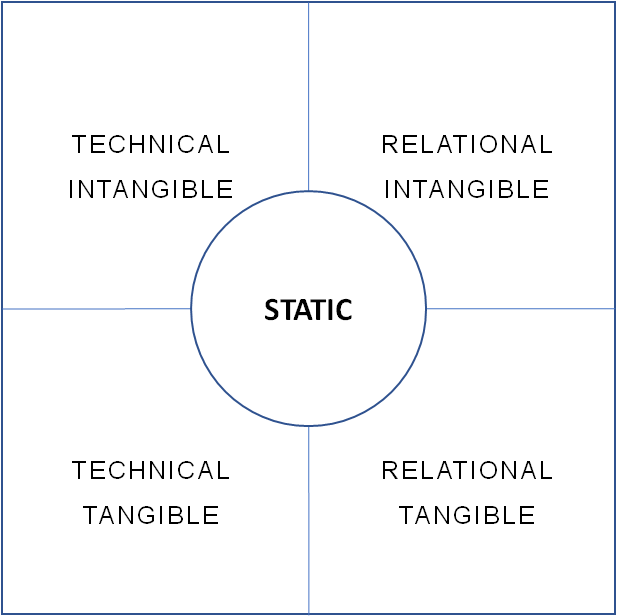 TECHNICAL
INTANGIBLE
RELATIONAL
INTANGIBLE
STATIC
TECHNICAL
TANGIBLE
RELATIONAL
TANGIBLE